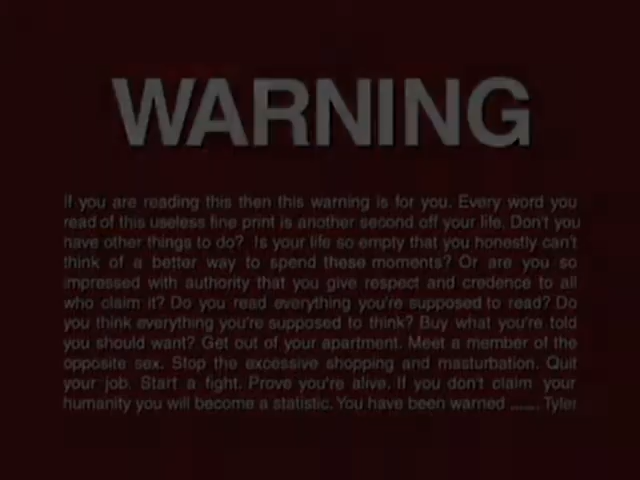 WARNING
If you are reading this then this warning is for you. Every word you
read of this useless fine print is another second off your life. Don't you
have other things to do? Is your life so empty that you honestly can't
think of a better way to spend these moments? Or are you so
impressed with authority that you give respect and credence to all
who claim it? Do you read everything you're supposed to read? Do
you think everything you're supposed to think? Buy what you're told
you should want? Get out of your apartment. Meet a member of the
opposite sex. Stop the excessive shopping and masturbation. Quit
your job. Start a fight. Prove you're alive. If you don't claim your
humanity you will become a statistic. You have been warned ....... Tyler